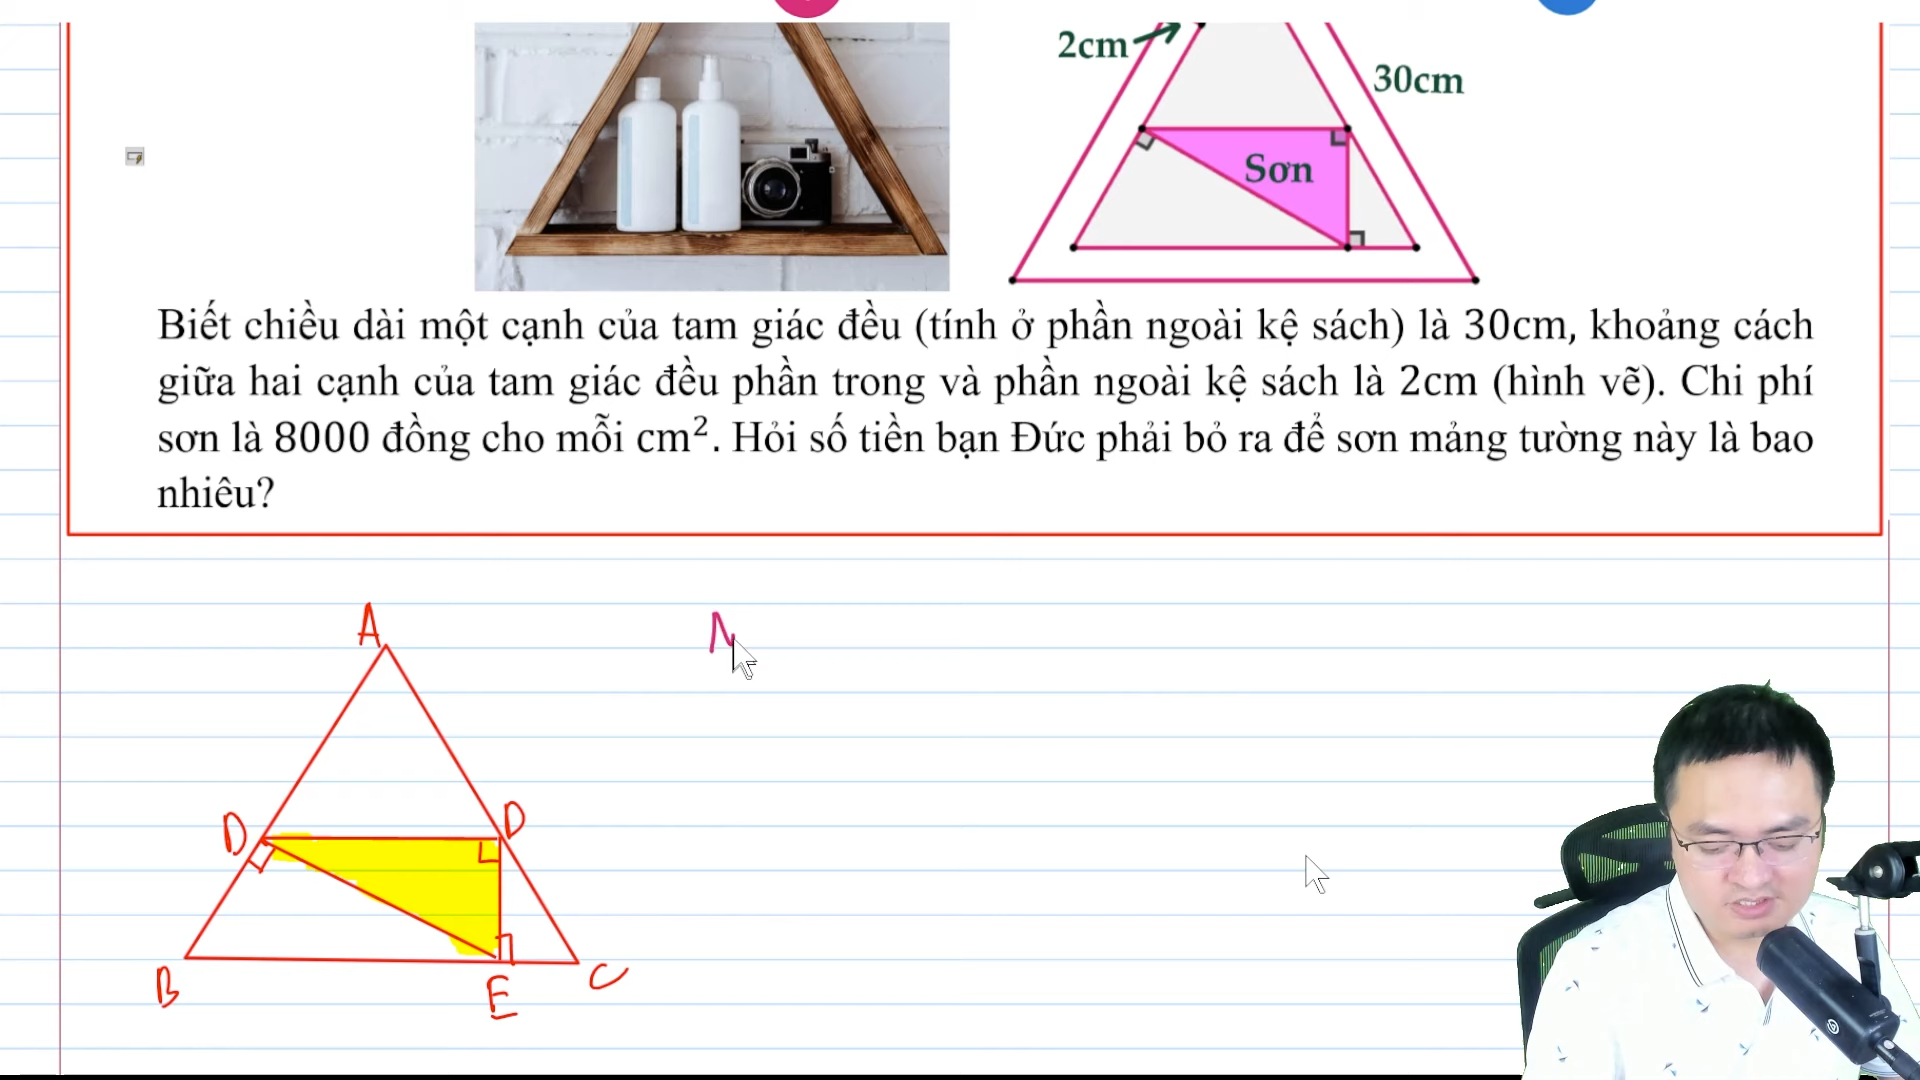 2cm
30cm
Sơn
Biết chiều dài một cạnh của tam giác đều (tính ở phần ngoài kệ sách) là 30cm, khoảng cách
giữa hai cạnh của tam giác đều phần trong và phần ngoài kệ sách là 2cm (hình vẽ). Chi phí
sơn là 8000 đồng cho mỗi cm². Hỏi số tiền bạn Đức phải bỏ ra để sơn mảng tường này là bao
nhiêu?
A
D
D
B
E
C